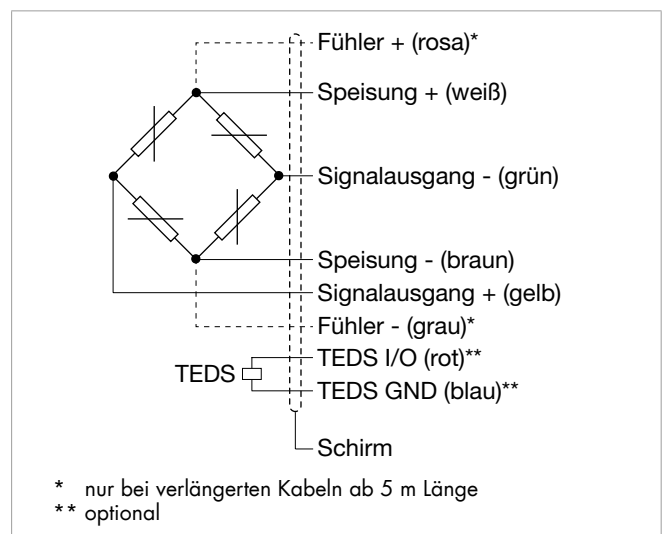 Fühler + (rosa)*
Speisung + (weiß)
Signalausgang - (grün)
Speisung - (braun)
Signalausgang + (gelb)
Fühler - (grau)*
TEDS I/O (rot)**
TEDS
TEDS GND (blau)**
Schirm
* nur bei verlängerten Kabeln ab 5 m Länge
** optional